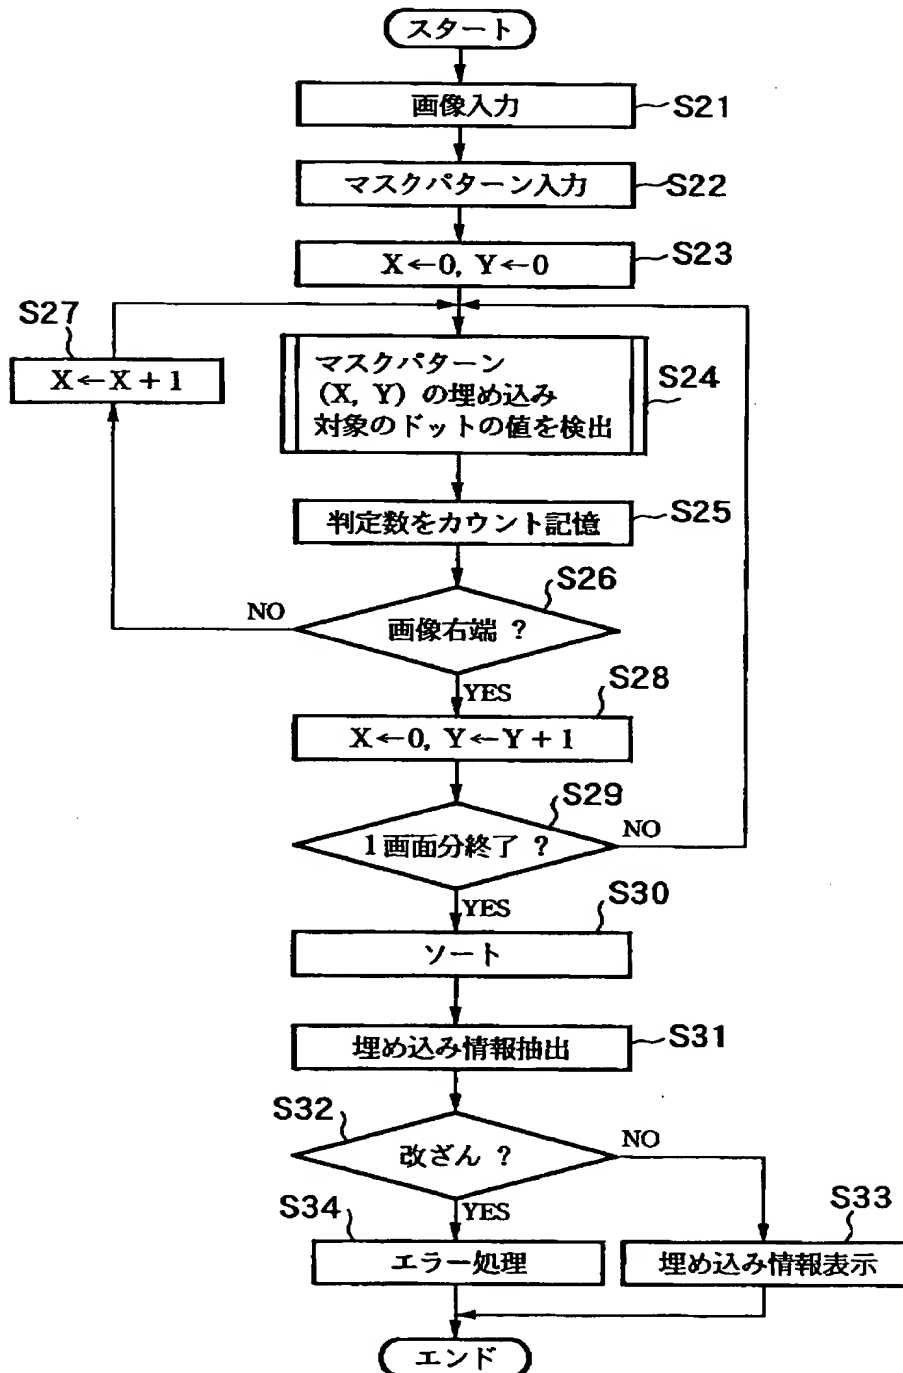 スタート
画像入力
S21
マスクパターン入力
S22
X←0, Y←0
S23
S27
X←X+1
マスクパターン
(X, Y) の埋め込み
対象のドットの値を検出
S24
判定数をカウント記憶
S25
S26
NO
画像右端 ?
YES
S28
X←0, Y←Y+1
S29
1画面分終了 ?
NO
YES
S30
ソート
埋め込み情報抽出
S31
S32
改ざん ?
NO
YES
S34
エラー処理
S33
埋め込み情報表示
エンド